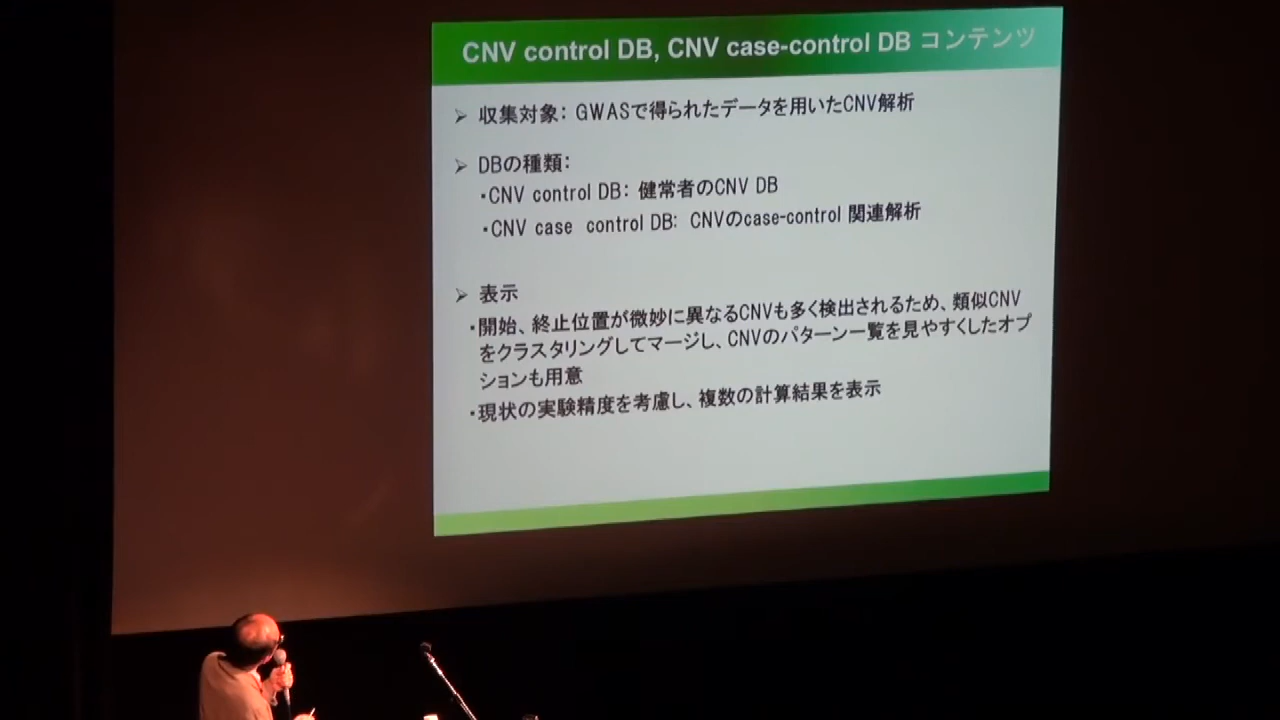 CNV control DB, CNV case-control DB コンテンツ
➢ 収集対象： GWASで得られたデータを用いたCNV解析
➢ DBの種類：
・CNV control DB： 健常者のCNV DB
・CNV case control DB: CNVのcase-control 関連解析
➢ 表示
・開始、終止位置が微妙に異なるCNVも多く検出されるため、類似CNV
をクラスタリングしてマージし、CNVのパターン一覧を見やすくしたオプ
ションも用意
・現状の実験精度を考慮し、複数の計算結果を表示